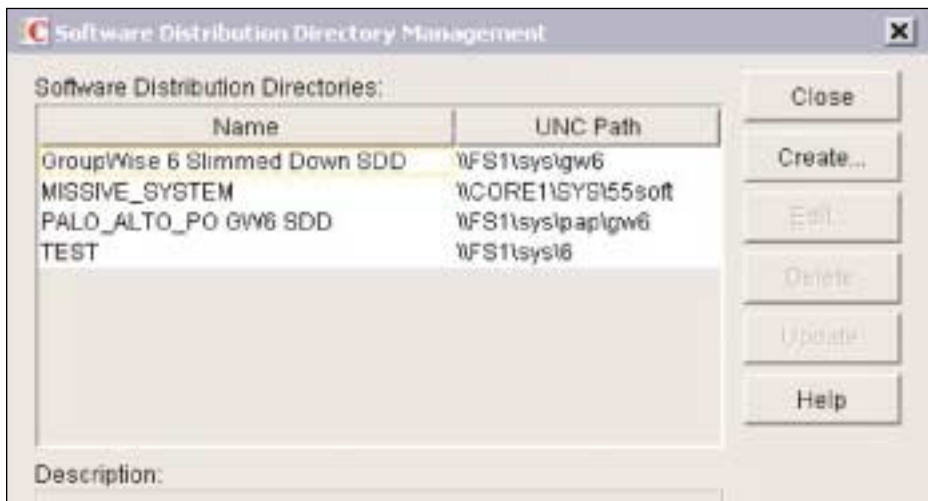 Software Distribution Directory Management
Software Distribution Directories:
Name UNC Path
GroupWise 6 Slimmed Down SDD \\FS1\sys\gw6
MISSIVE_SYSTEM \\CORE1\SYS\55soft
PALO_ALTO_PO GW6 SDD \\FS1\sys\pap\gw6
TEST \\FS1\sys\6
Close
Create...
Edit...
Delete
Update
Help
Description: